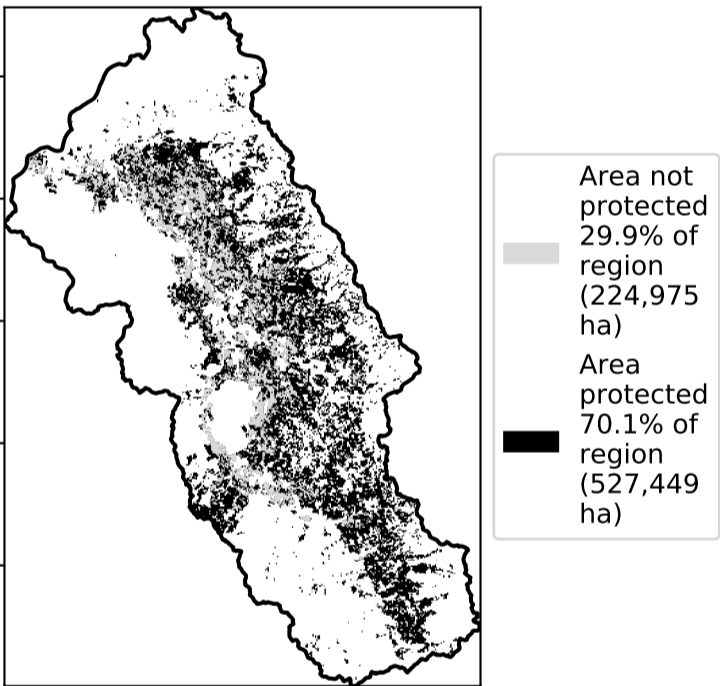 Area not
protected
29.9% of
region
(224,975
ha)
Area
protected
70.1% of
region
(527,449
ha)